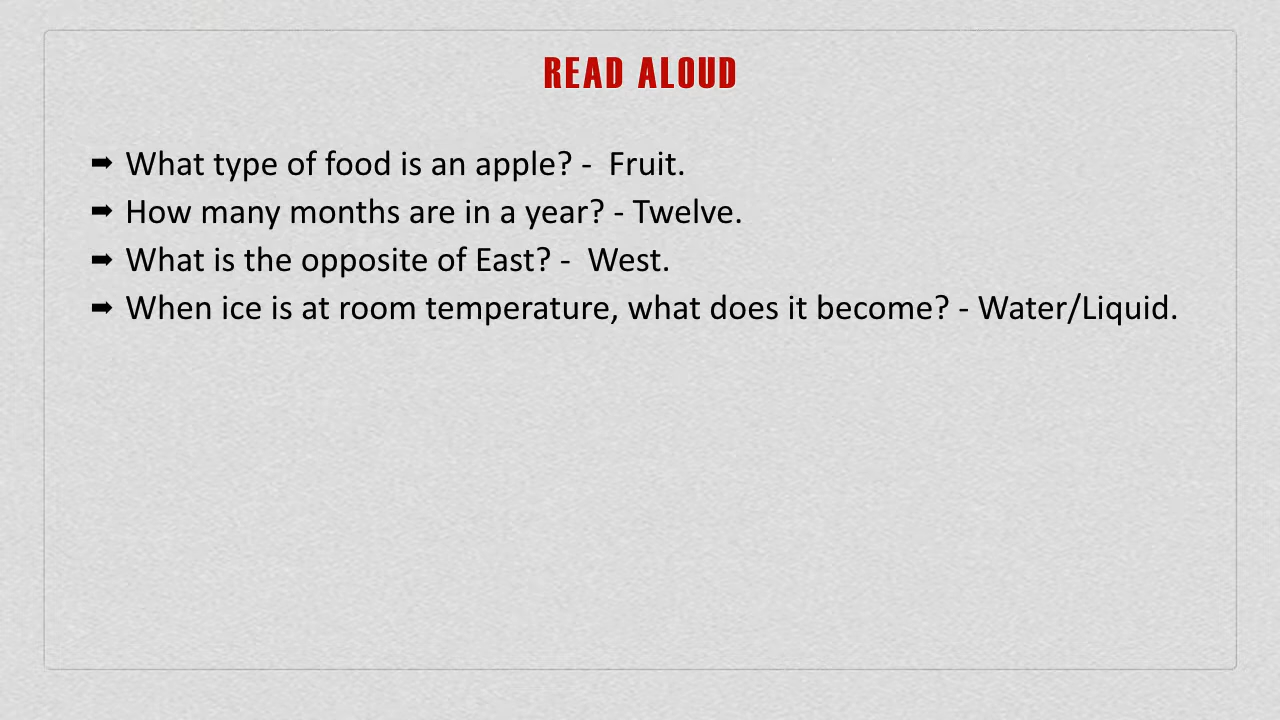 READ ALOUD
➡ What type of food is an apple? -  Fruit.
➡ How many months are in a year? - Twelve.
➡ What is the opposite of East? -  West.
➡ When ice is at room temperature, what does it become? - Water/Liquid.